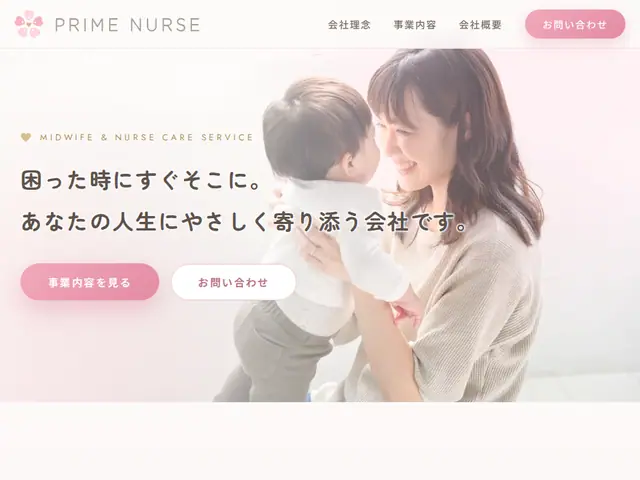 PRIME NURSE
会社理念
事業内容
会社概要
お問い合わせ
MIDWIFE & NURSE CARE SERVICE
困った時にすぐそこに。
あなたの人生にやさしく寄り添う会社です。
事業内容を見る
お問い合わせ